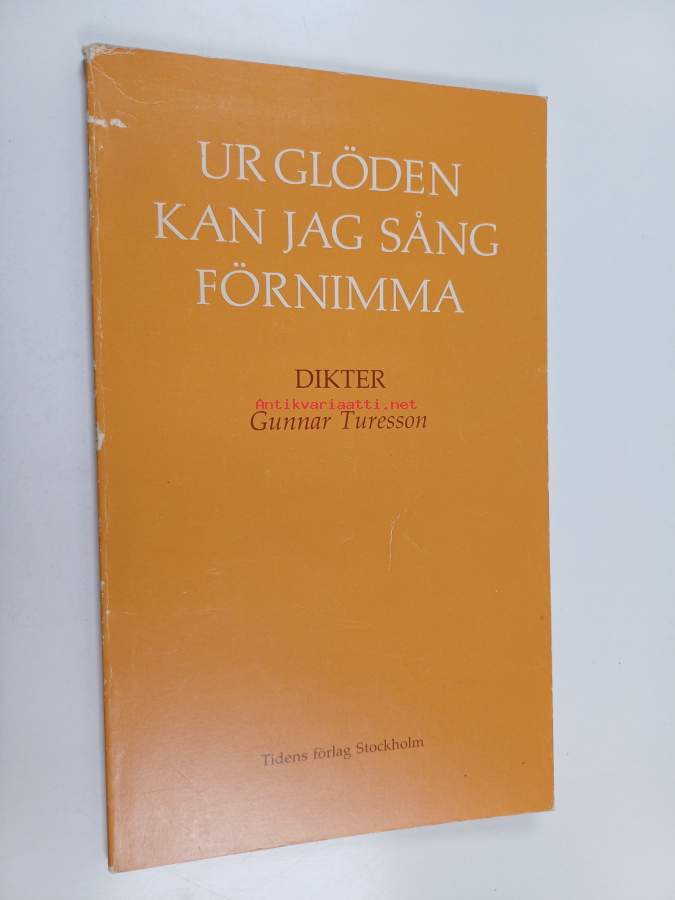 UR GLÖDEN
KAN JAG SÅNG
FÖRNIMMA
DIKTER
Antikvariaatti.net
Gunnar Turesson
Tidens förlag Stockholm